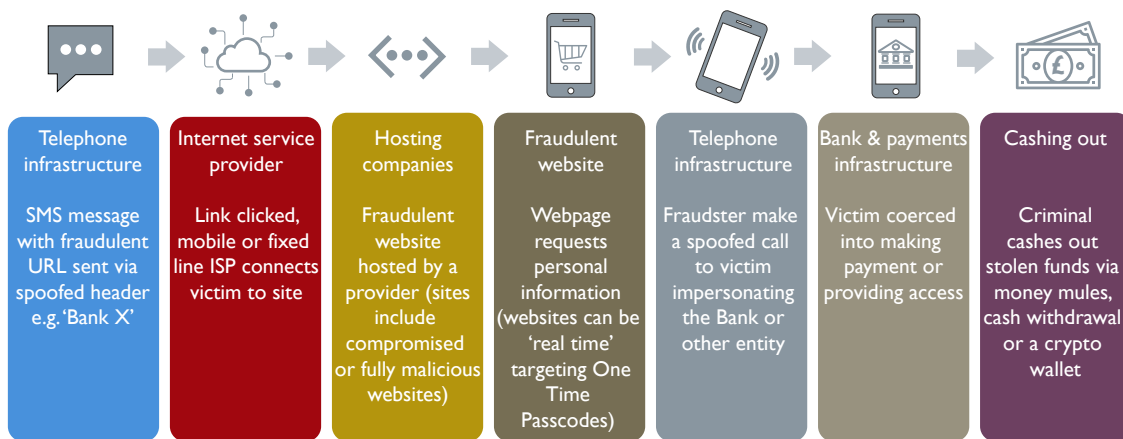 Telephone
infrastructure
SMS message
with fraudulent
URL sent via
spoofed header
e.g. ‘Bank X’
Internet service
provider
Link clicked,
mobile or fixed
line ISP connects
victim to site
Hosting
companies
Fraudulent
website
hosted by a
provider (sites
include
compromised
or fully malicious
websites)
Fraudulent
website
Webpage
requests
personal
information
(websites can be
‘real time’
targeting One
Time
Passcodes)
Telephone
infrastructure
Fraudster make
a spoofed call
to victim
impersonating
the Bank or
other entity
Bank & payments
infrastructure
Victim coerced
into making
payment or
providing access
£
Cashing out
Criminal
cashes out
stolen funds via
money mules,
cash withdrawal
or a crypto
wallet